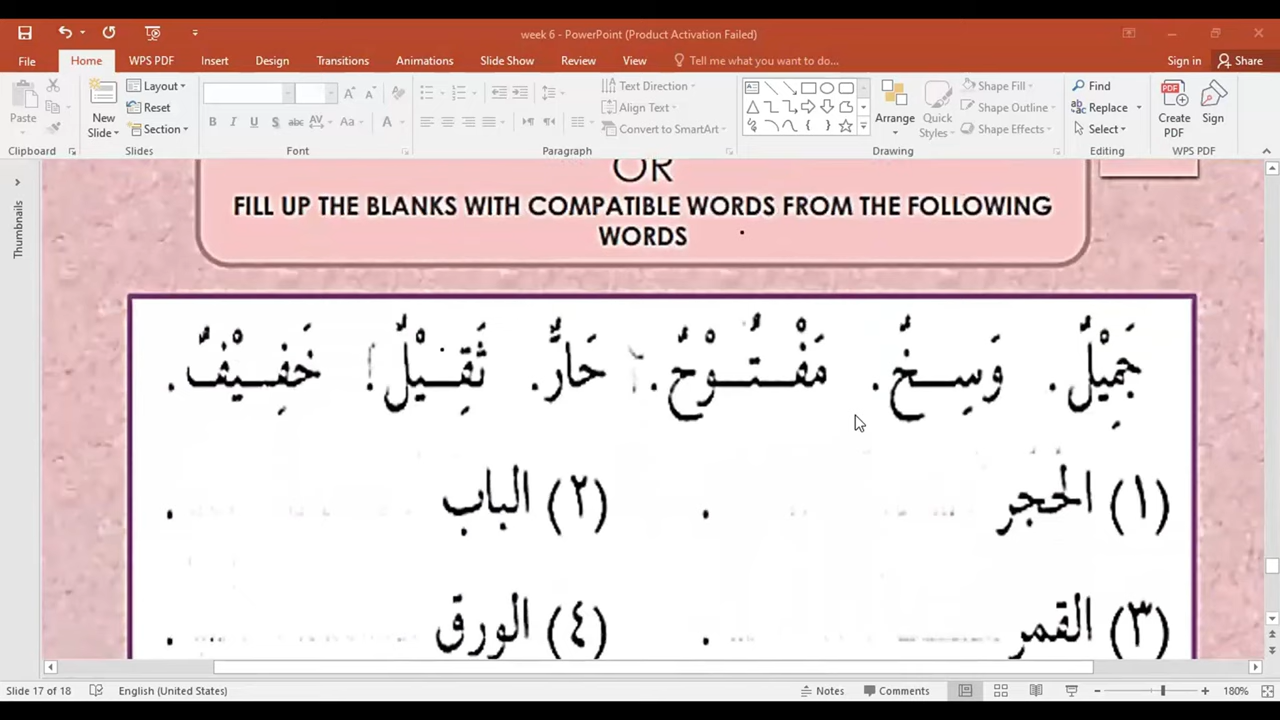 week 6 - PowerPoint (Product Activation Failed)
File Home WPS PDF Insert Design Transitions Animations Slide Show Review View Tell me what you want to do... Sign in Share
Paste
New Slide
Layout
Reset
Section
B I U S abc AV Aa A
Text Direction
Align Text
Convert to SmartArt
Arrange
Quick Styles
Shape Fill
Shape Outline
Shape Effects
Find
Replace
Select
Create PDF
Sign
Clipboard Slides Font Paragraph Drawing Editing WPS PDF
Thumbnails
OR
FILL UP THE BLANKS WITH COMPATIBLE WORDS FROM THE FOLLOWING
WORDS
جَمِيْلٌ. وَسِخٌ. مَفْتُوْحٌ. حَارٌّ. ثَقِيْلٌ. خَفِيْفٌ.
(١) الحجر . (٢) الباب .
(٣) القمر . (٤) الورق .
Slide 17 of 18 English (United States) Notes Comments 180%